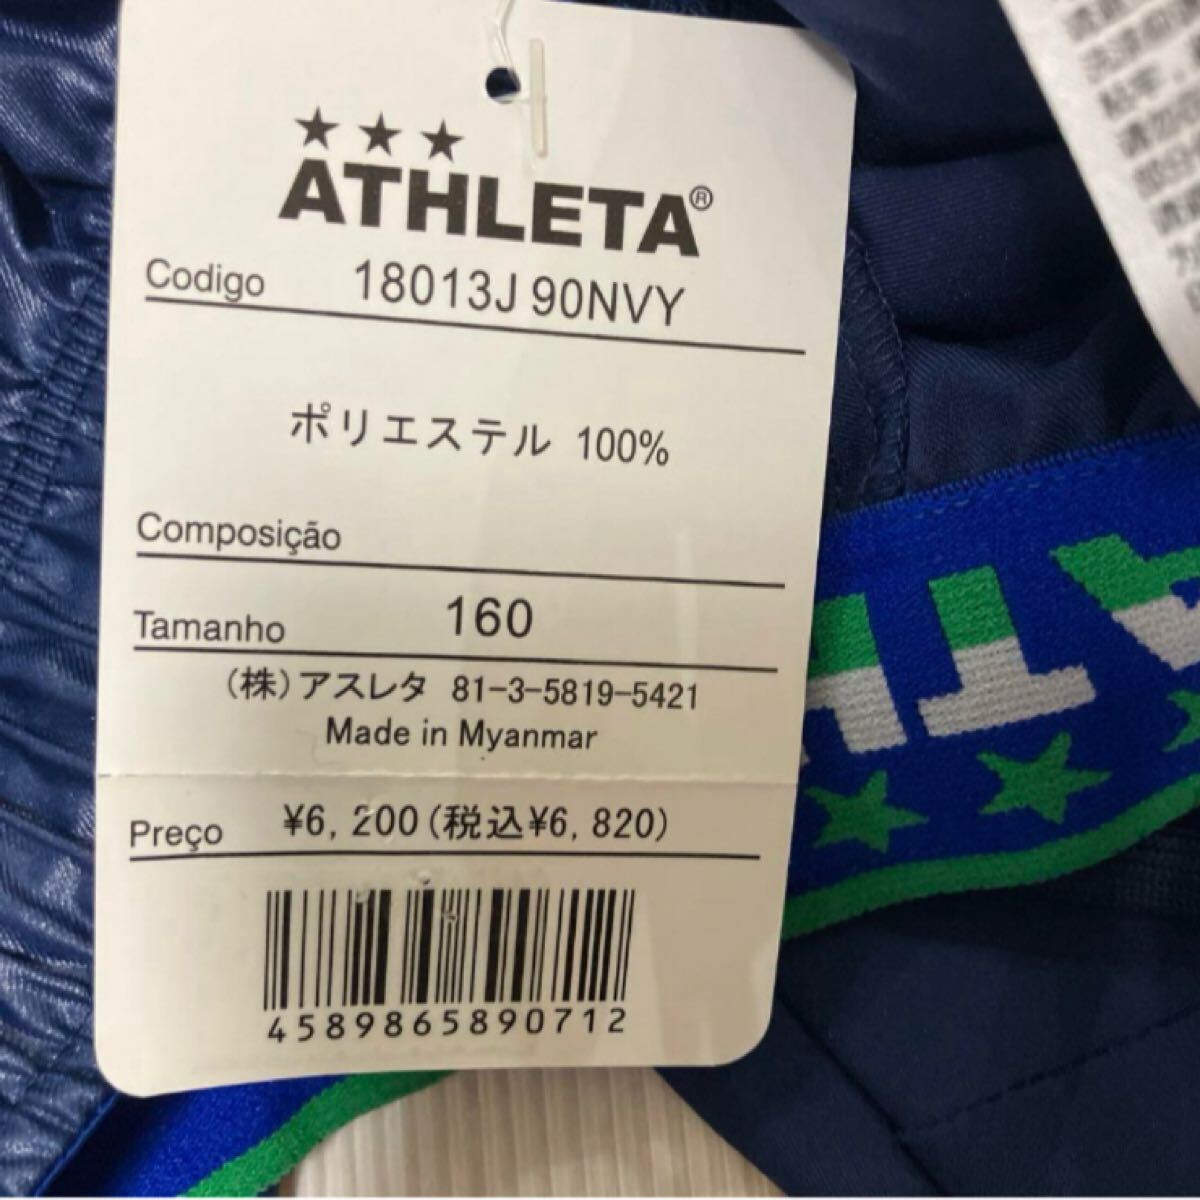 ★★★
ATHLETA®
Codigo 18013J 90NVY
ポリエステル 100%
Composição
Tamanho 160
(株)アスレタ 81-3-5819-5421
Made in Myanmar
Preço ¥6,200(税込¥6,820)
4589865890712